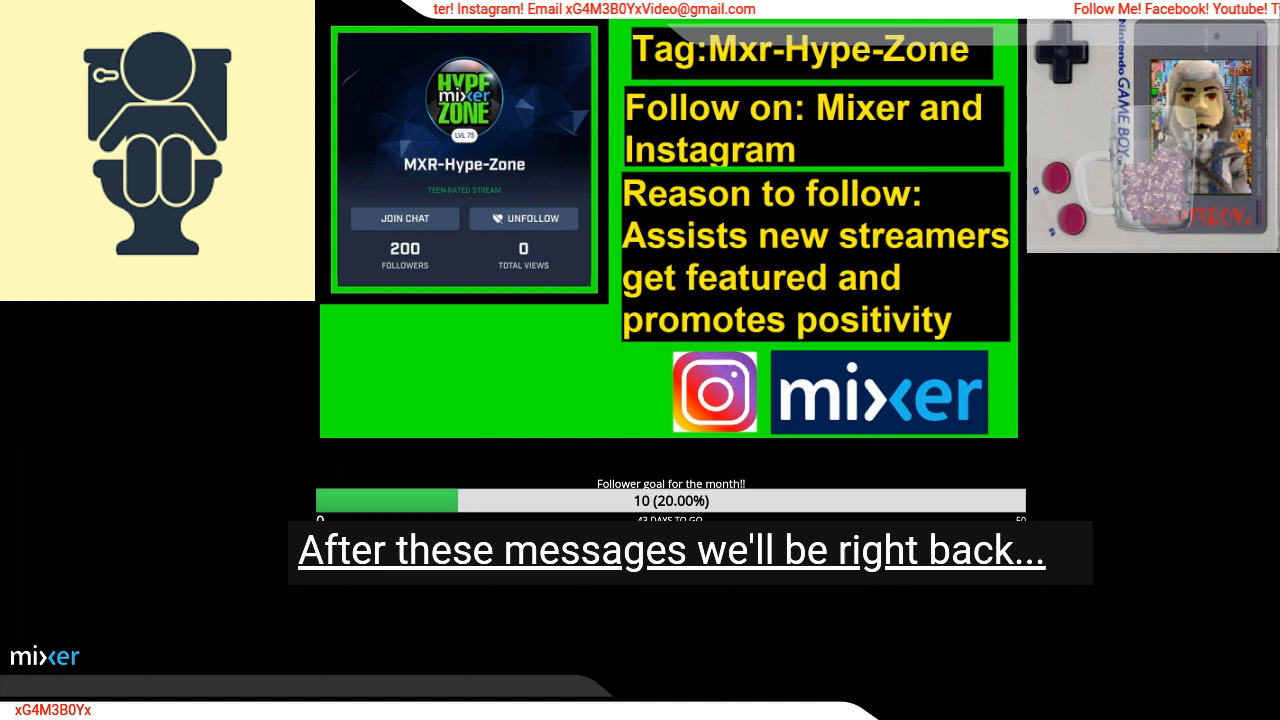 ter! Instagram! Email xG4M3B0YxVideo@gmail.com
Follow Me! Facebook! Youtube! T
Tag:Mxr-Hype-Zone
Follow on: Mixer and
Instagram
Reason to follow:
Assists new streamers
get featured and
promotes positivity
HYPE
mixer
ZONE
LVL 75
MXR-Hype-Zone
TEEN-RATED STREAM
JOIN CHAT
UNFOLLOW
200
0
FOLLOWERS
TOTAL VIEWS
Nintendo GAME BOY
mixer
Follower goal for the month!!
10 (20.00%)
0
43 DAYS TO GO
50
After these messages we'll be right back...
mixer
xG4M3B0Yx